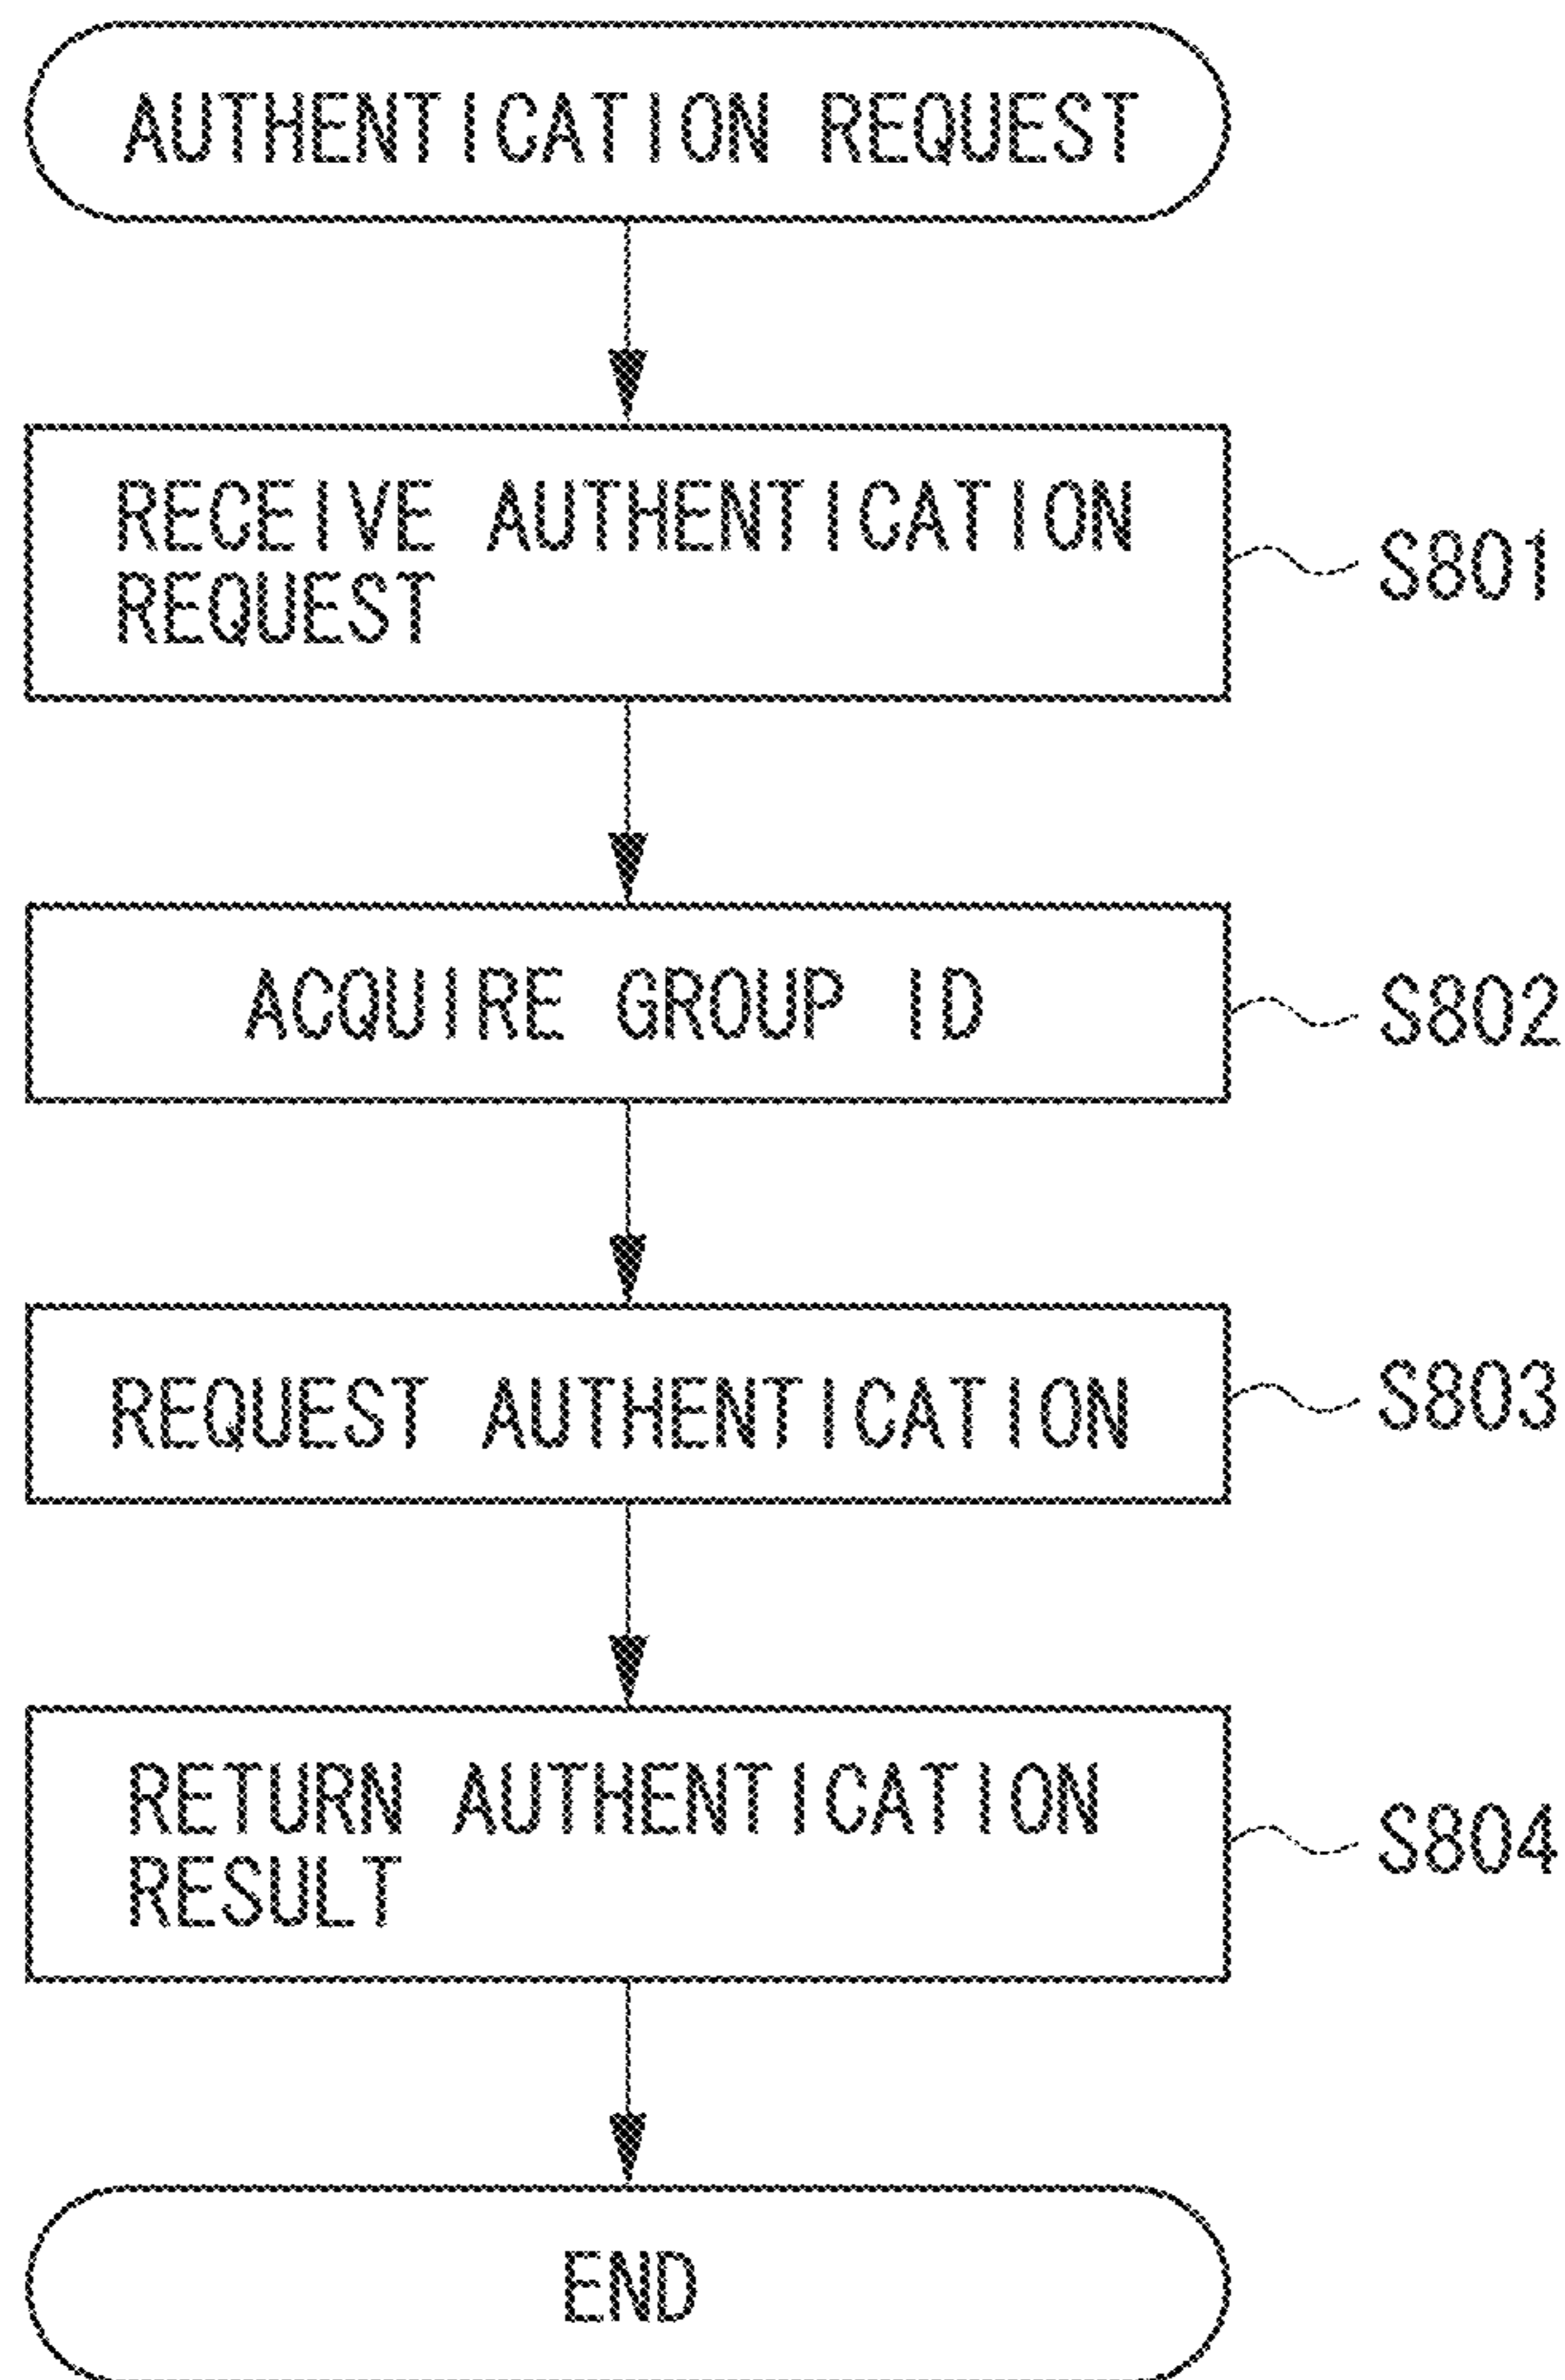 AUTHENTICATION REQUEST
RECEIVE AUTHENTICATION
REQUEST
S801
ACQUIRE GROUP ID
S802
REQUEST AUTHENTICATION
S803
RETURN AUTHENTICATION
RESULT
S804
END